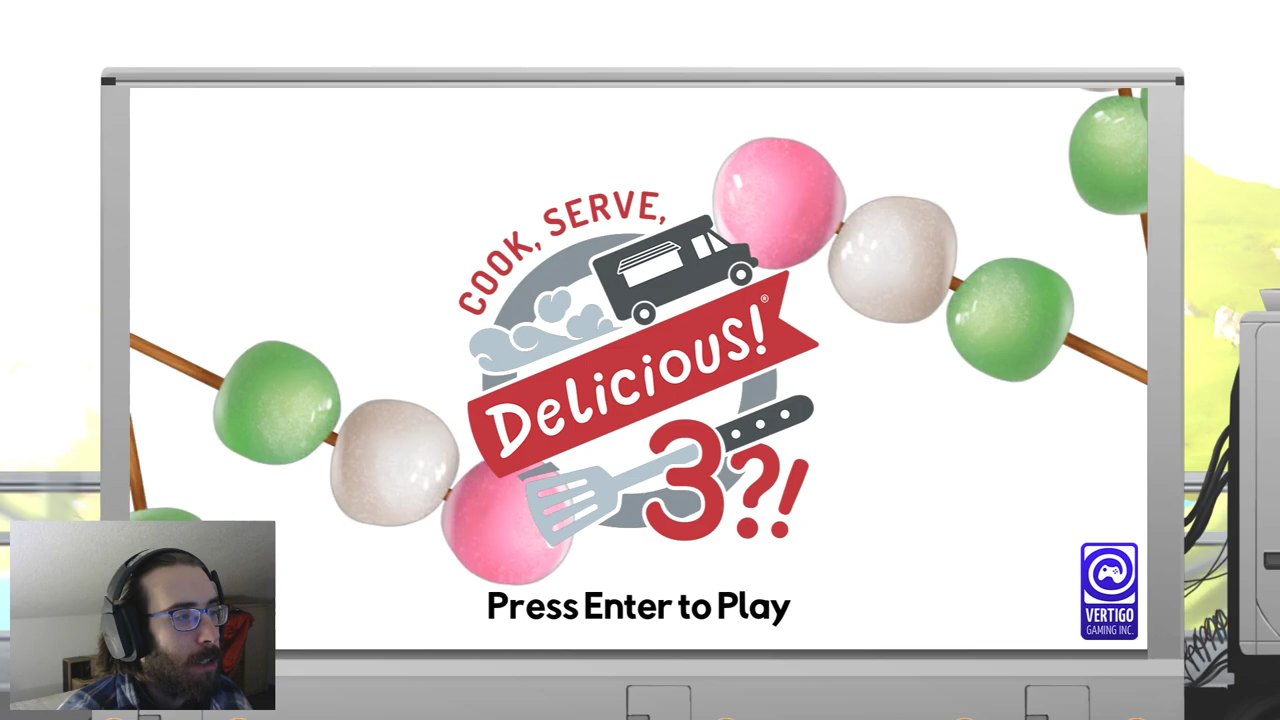 COOK, SERVE,
Delicious!®
3?!
Press Enter to Play
VERTIGO
GAMING INC.